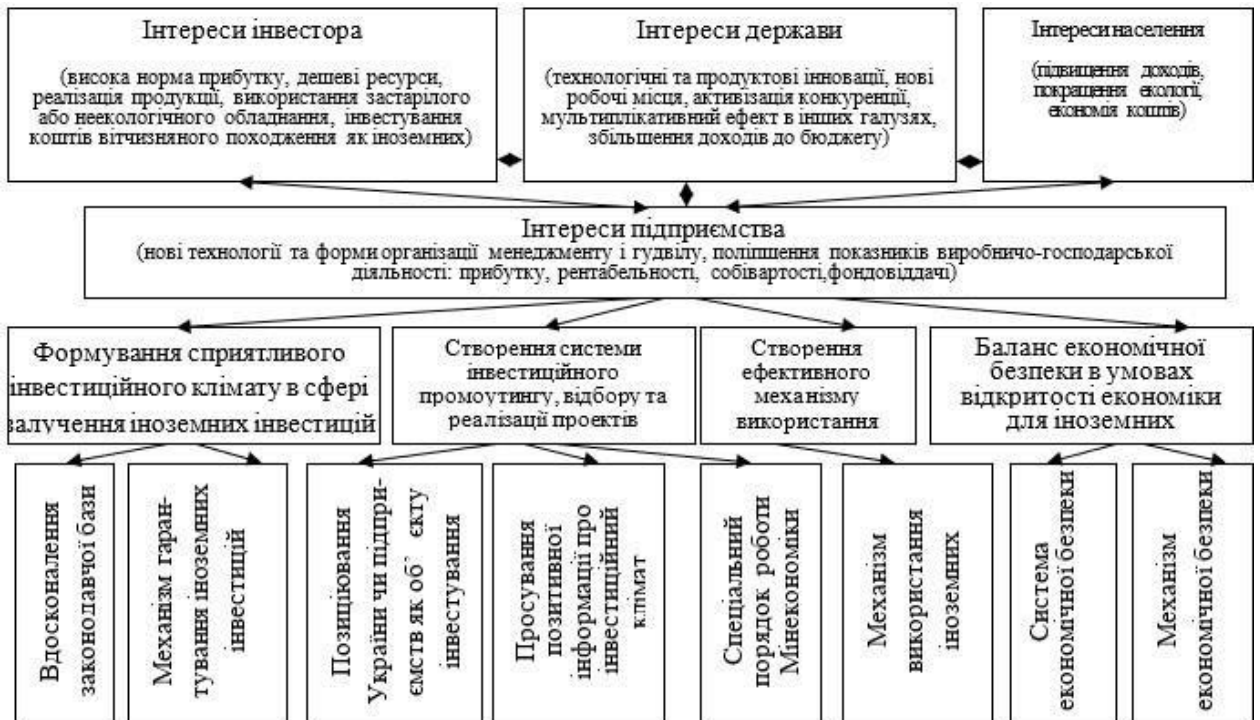 Інтереси інвестора
(висока норма прибутку, дешеві ресурси,
реалізація продукції, використання застарілого
або неекологічного обладнання, інвестування
коштів вітчизняного походження як іноземних)
Інтереси держави
(технологічні та продуктові інновації, нові
робочі місця, активізація конкуренції,
мультиплікативний ефект в інших галузях,
збільшення доходів до бюджету)
Інтереси населення
(підвищення доходів,
покращення екології,
економія коштів)
Інтереси підприємства
(нові технології та форми організації менеджменту і гудвілу, поліпшення показників виробничо-господарської
діяльності: прибутку, рентабельності, собівартості,фондовіддачі)
Формування сприятливого
інвестиційного клімату в сфері
залучення іноземних інвестицій
Створення системи
інвестиційного
промоутингу, відбору та
реалізації проектів
Створення
ефективного
механізму
використання
Баланс економічної
безпеки в умовах
відкритості економіки
для іноземних
Вдосконалення
законодавчої бази
Механізм гаран-
тування іноземних
інвестицій
Позиціювання
України чи підпри-
ємств як об` єкту
інвестування
Просування
позитивної
інформації про
інвестиційний
клімат
Спеціальний
порядок роботи
Мінекономіки
Механізм
використання
іноземних
Система
економічної безпеки
Механізм
економічної безпеки